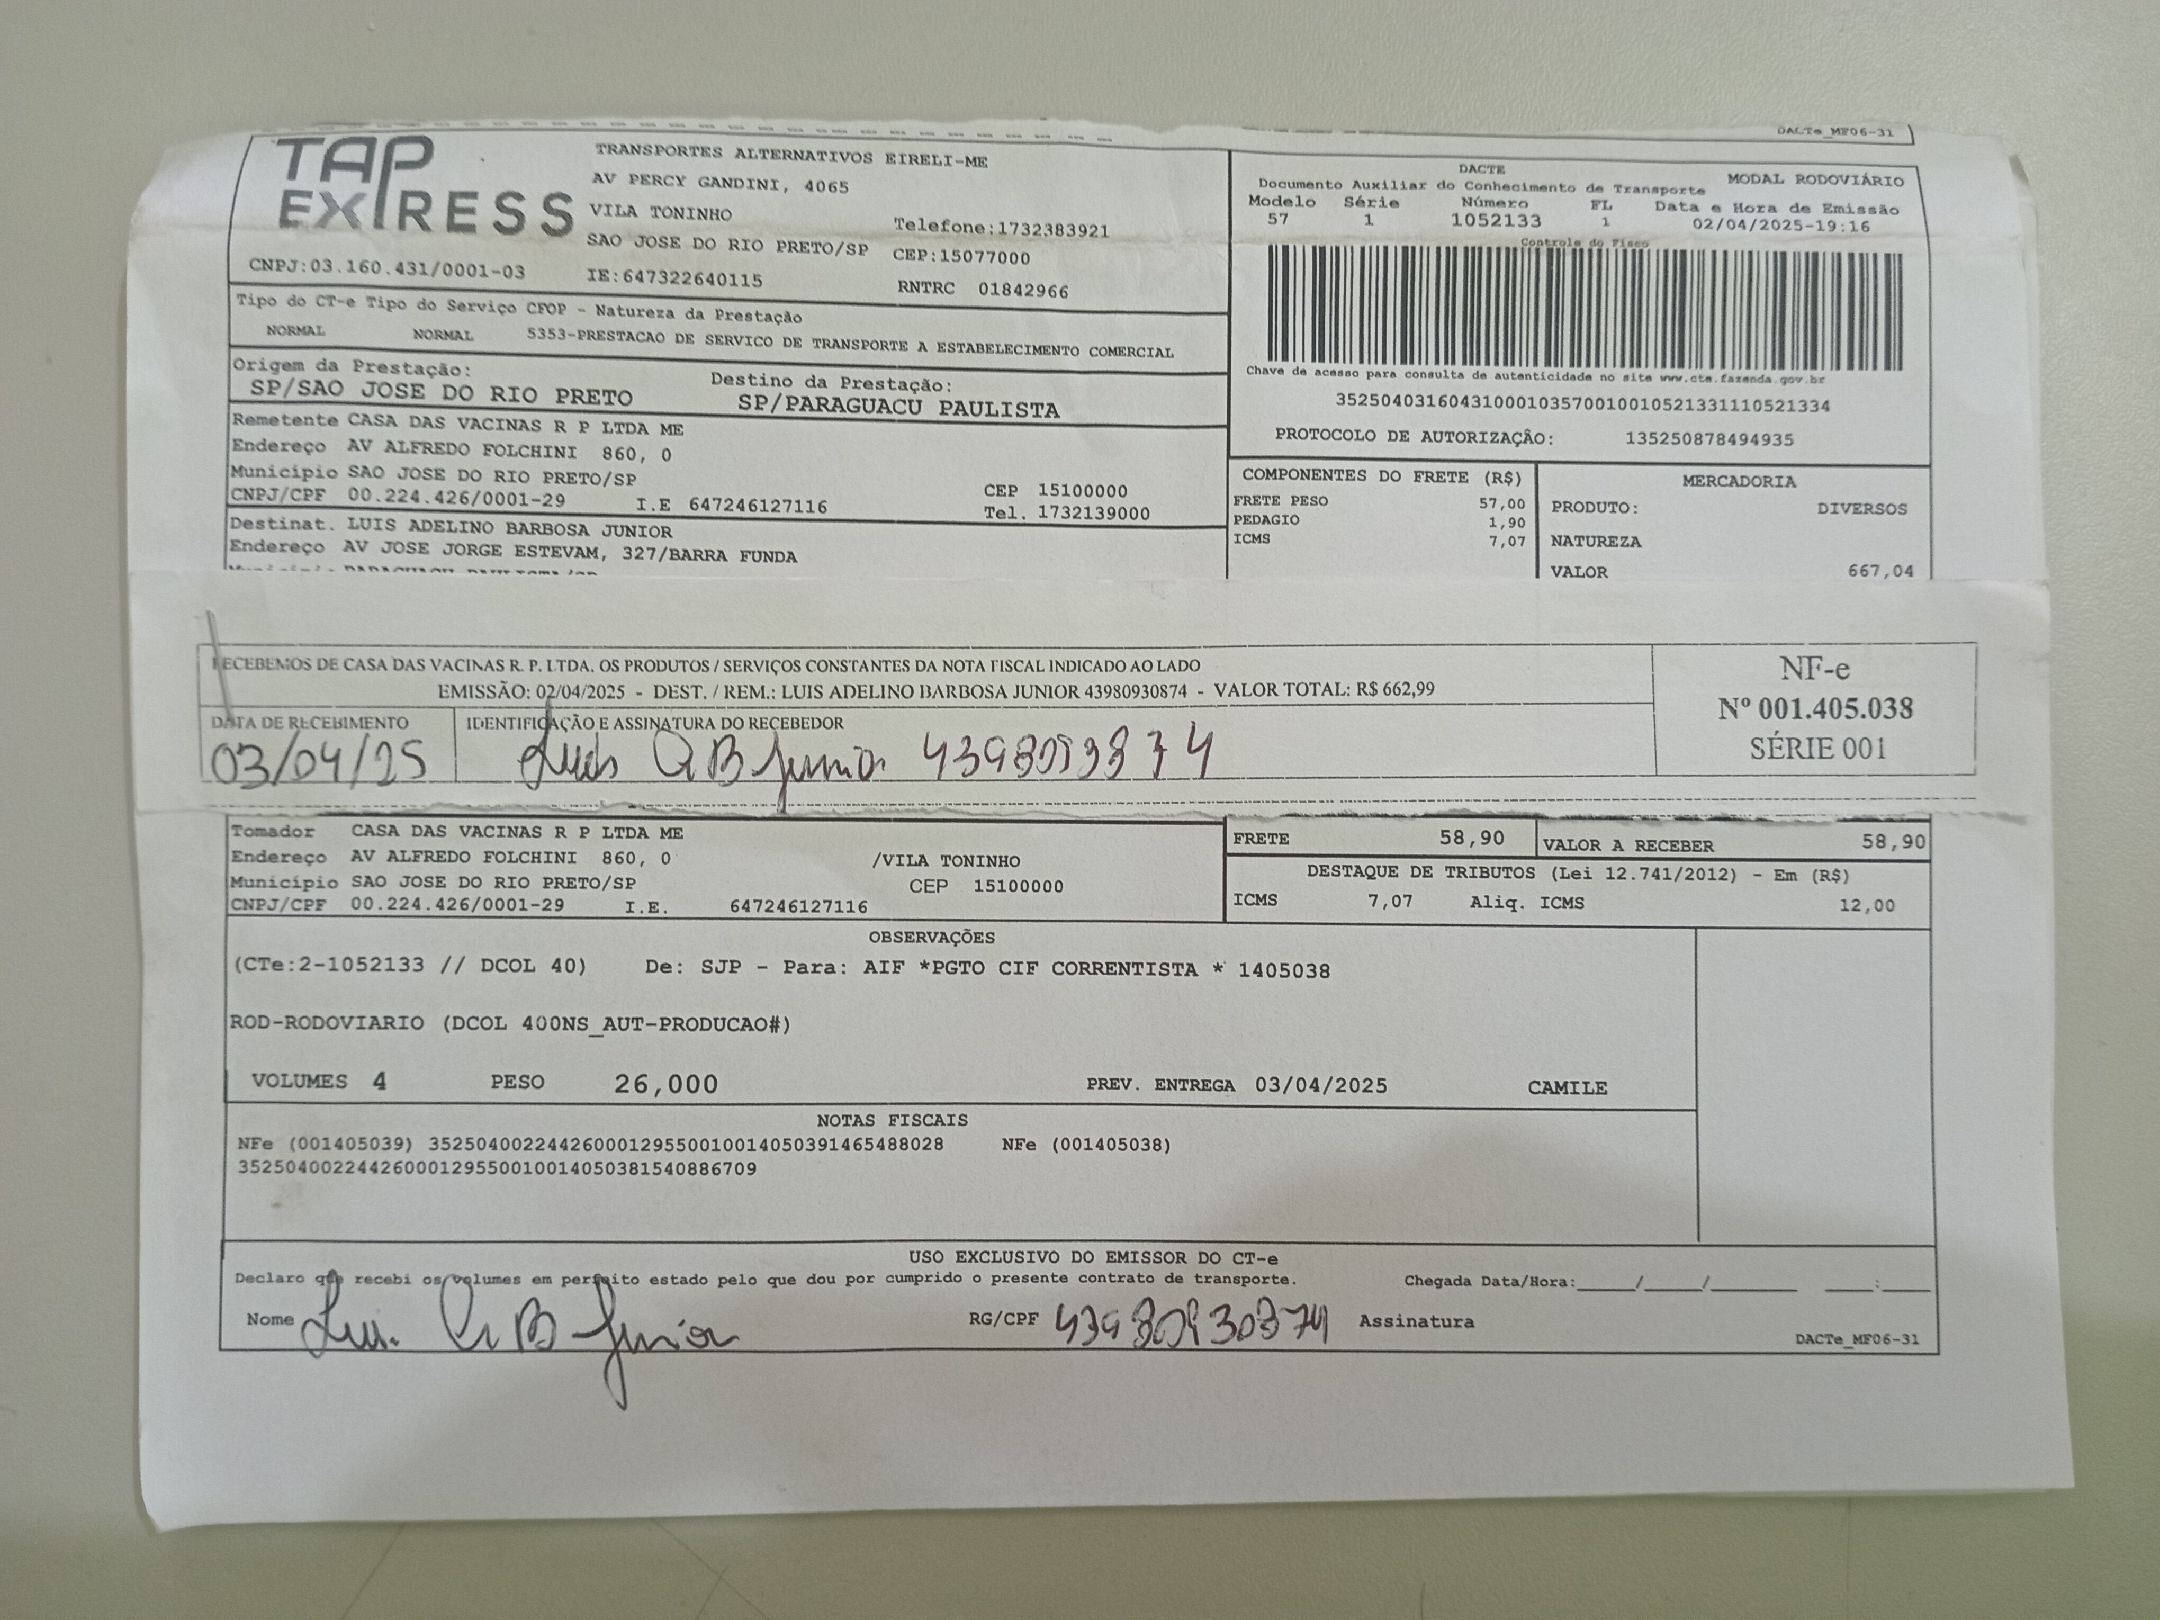 DACTe_MF06-31
TAP EXPRESS
TRANSPORTES ALTERNATIVOS EIRELI-ME
AV PERCY GANDINI, 4065
VILA TONINHO
Telefone:1732383921
SAO JOSE DO RIO PRETO/SP CEP:15077000
CNPJ:03.160.431/0001-03 IE:647322640115 RNTRC 01842966
DACTE MODAL RODOVIÁRIO
Documento Auxiliar do Conhecimento de Transporte
Modelo Série Número FL Data e Hora de Emissão
57 1 1052133 1 02/04/2025-19:16
Controle do Fisco
Chave de acesso para consulta de autenticidade no site www.cte.fazenda.gov.br
35250403160431000103570010010521331110521334
PROTOCOLO DE AUTORIZAÇÃO: 135250878494935
Tipo do CT-e Tipo do Serviço CFOP - Natureza da Prestação
NORMAL NORMAL 5353-PRESTACAO DE SERVICO DE TRANSPORTE A ESTABELECIMENTO COMERCIAL
Origem da Prestação: Destino da Prestação:
SP/SAO JOSE DO RIO PRETO SP/PARAGUACU PAULISTA
Remetente CASA DAS VACINAS R P LTDA ME
Endereço AV ALFREDO FOLCHINI 860, 0
Município SAO JOSE DO RIO PRETO/SP CEP 15100000
CNPJ/CPF 00.224.426/0001-29 I.E 647246127116 Tel. 1732139000
Destinat. LUIS ADELINO BARBOSA JUNIOR
Endereço AV JOSE JORGE ESTEVAM, 327/BARRA FUNDA
COMPONENTES DO FRETE (R$)
FRETE PESO 57,00
PEDAGIO 1,90
ICMS 7,07
MERCADORIA
PRODUTO: DIVERSOS
NATUREZA
VALOR 667,04
RECEBEMOS DE CASA DAS VACINAS R. P. LTDA. OS PRODUTOS / SERVIÇOS CONSTANTES DA NOTA FISCAL INDICADO AO LADO
EMISSÃO: 02/04/2025 - DEST. / REM.: LUIS ADELINO BARBOSA JUNIOR 43980930874 - VALOR TOTAL: R$ 662,99
DATA DE RECEBIMENTO IDENTIFICAÇÃO E ASSINATURA DO RECEBEDOR
03/04/25 Luis A B Junior
NF-e
Nº 001.405.038
SÉRIE 001
Tomador CASA DAS VACINAS R P LTDA ME
Endereço AV ALFREDO FOLCHINI 860, 0 /VILA TONINHO
Município SAO JOSE DO RIO PRETO/SP CEP 15100000
CNPJ/CPF 00.224.426/0001-29 I.E. 647246127116
FRETE 58,90 VALOR A RECEBER 58,90
DESTAQUE DE TRIBUTOS (Lei 12.741/2012) - Em (R$)
ICMS 7,07 Aliq. ICMS 12,00
OBSERVAÇÕES
(CTe:2-1052133 // DCOL 40) De: SJP - Para: AIF *PGTO CIF CORRENTISTA * 1405038
ROD-RODOVIARIO (DCOL 400NS_AUT-PRODUCAO#)
VOLUMES 4 PESO 26,000 PREV. ENTREGA 03/04/2025 CAMILE
NOTAS FISCAIS
NFe (001405039) 35250400224426000129550010014050391465488028 NFe (001405038)
35250400224426000129550010014050381540886709
USO EXCLUSIVO DO EMISSOR DO CT-e
Declaro que recebi os volumes em perfeito estado pelo que dou por cumprido o presente contrato de transporte. Chegada Data/Hora:____/____/______ ___:___
Nome Luis A B Junior RG/CPF 43980930874 Assinatura
DACTe_MF06-31